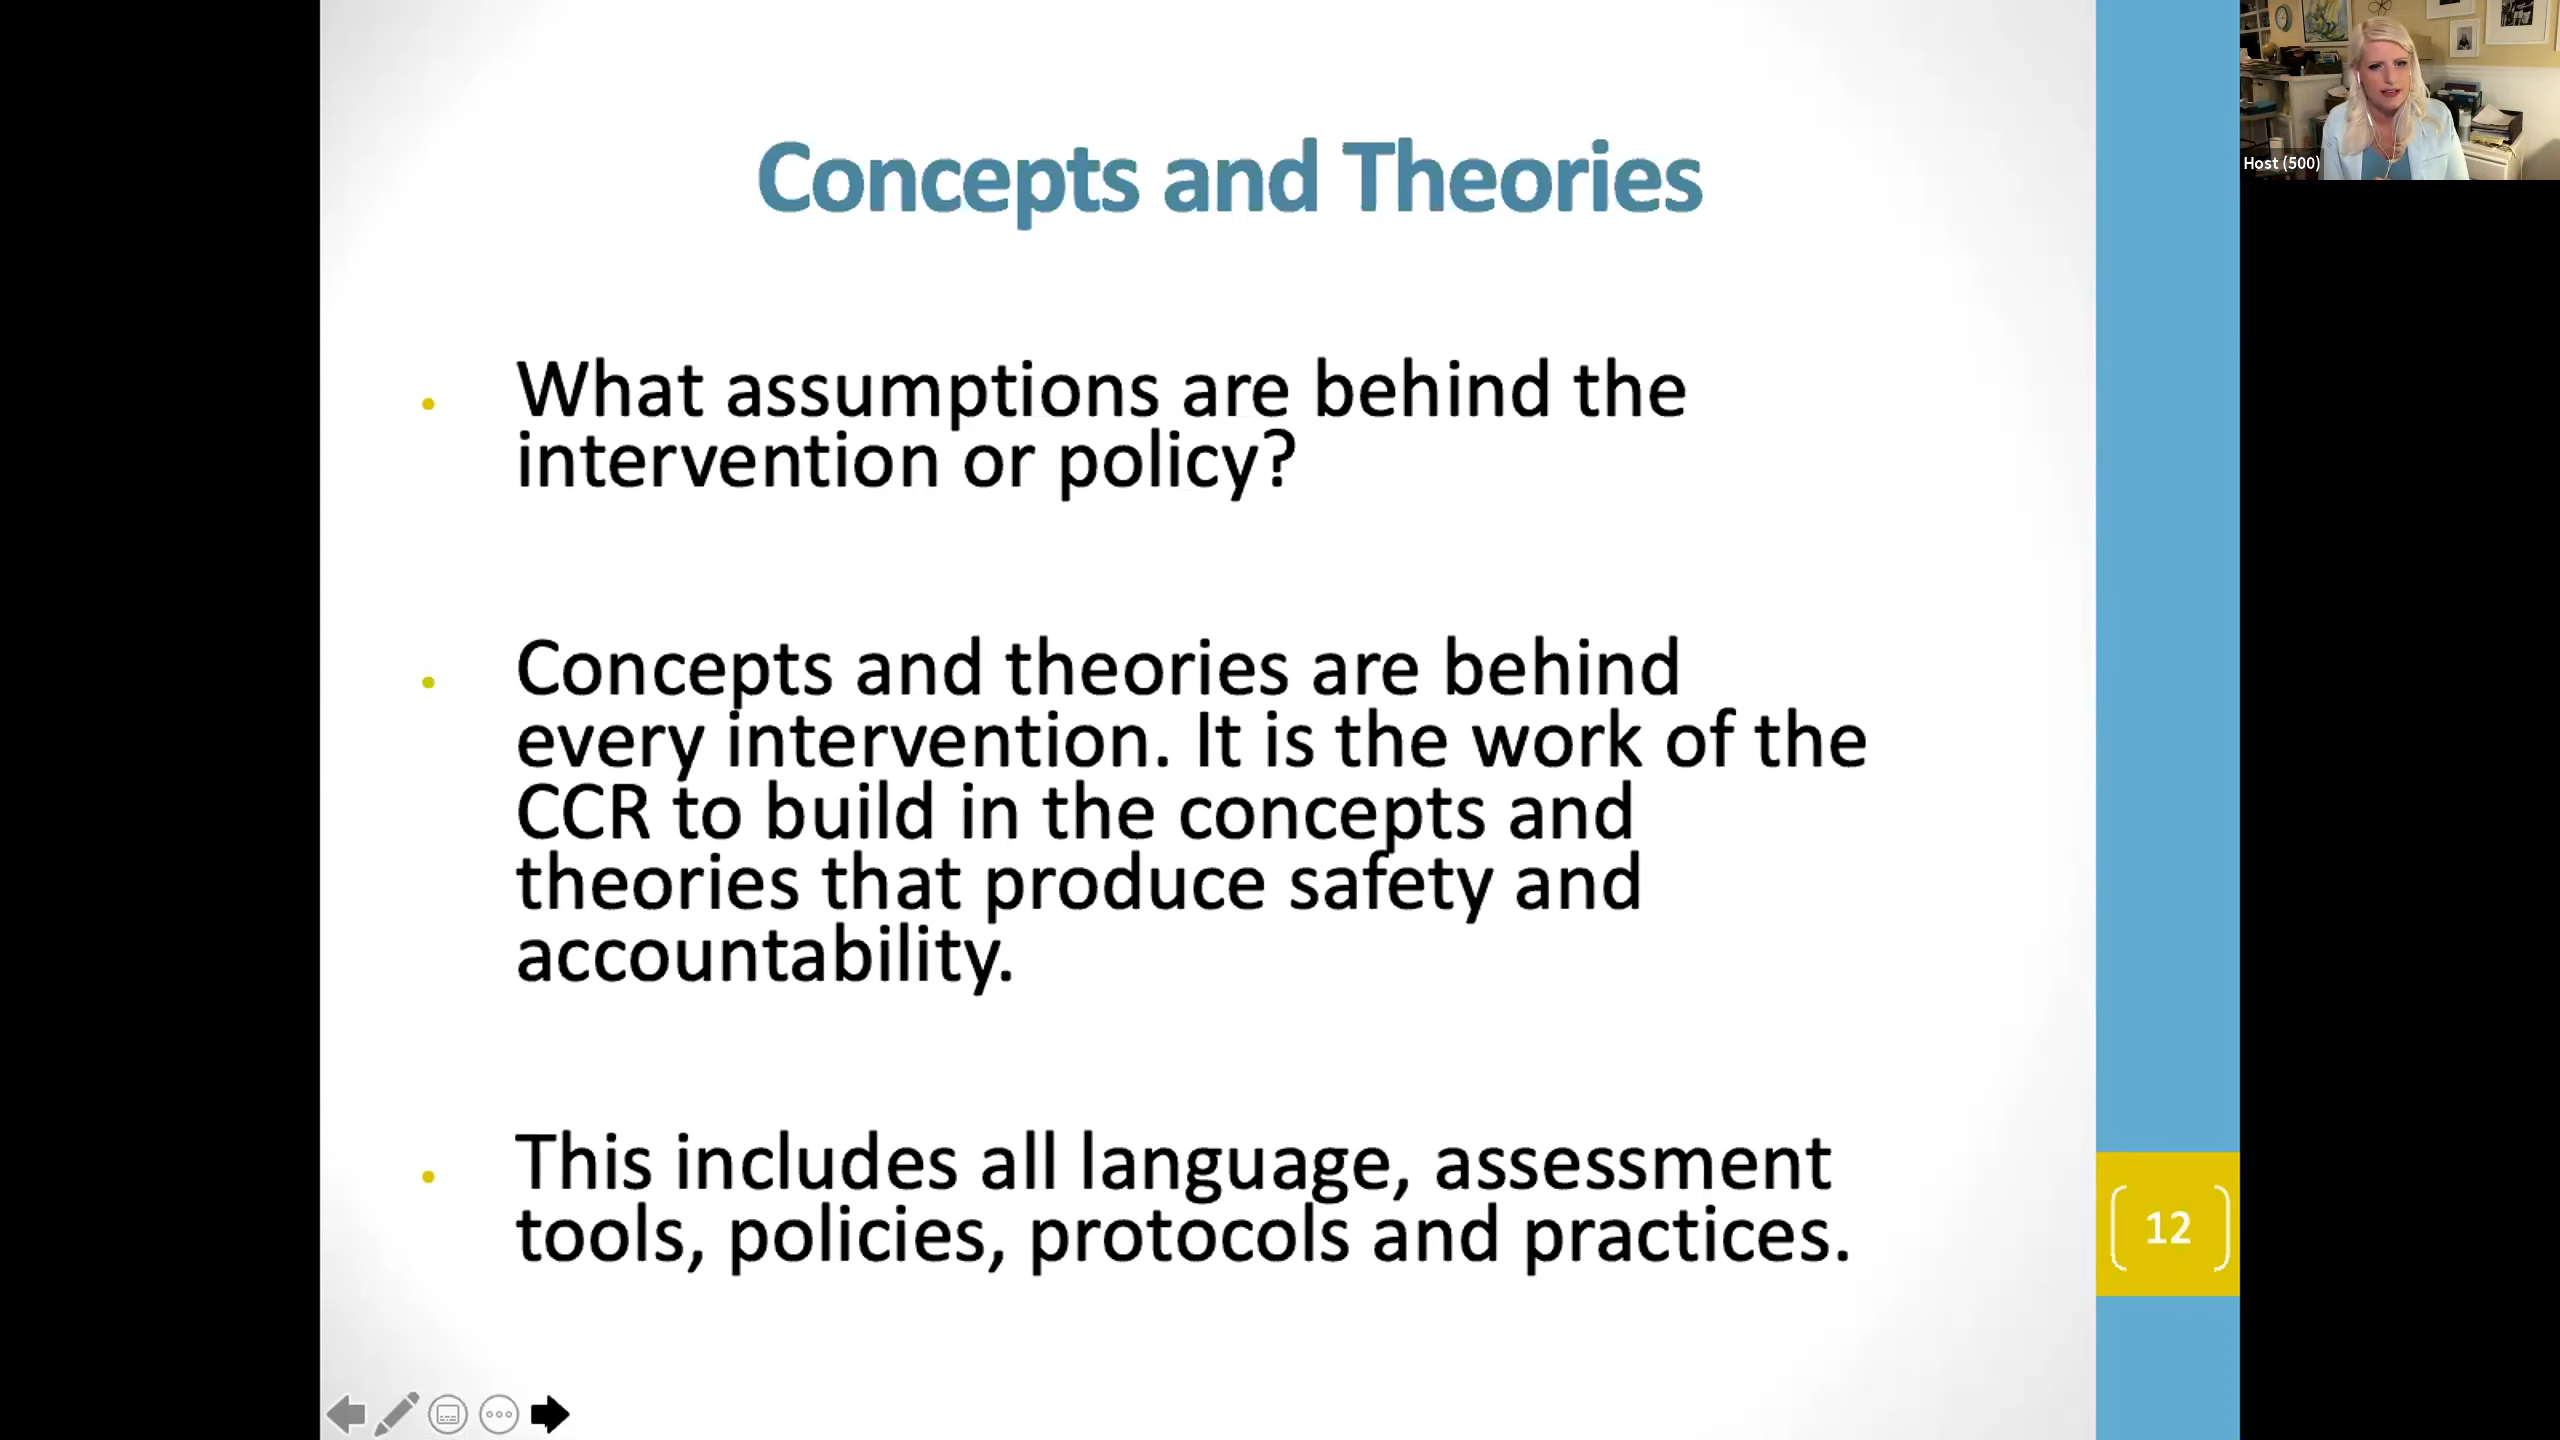 Concepts and Theories
Host (500)
What assumptions are behind the
intervention or policy?
Concepts and theories are behind
every intervention. It is the work of the
CCR to build in the concepts and
theories that produce safety and
accountability.
This includes all language, assessment
tools, policies, protocols and practices.
12